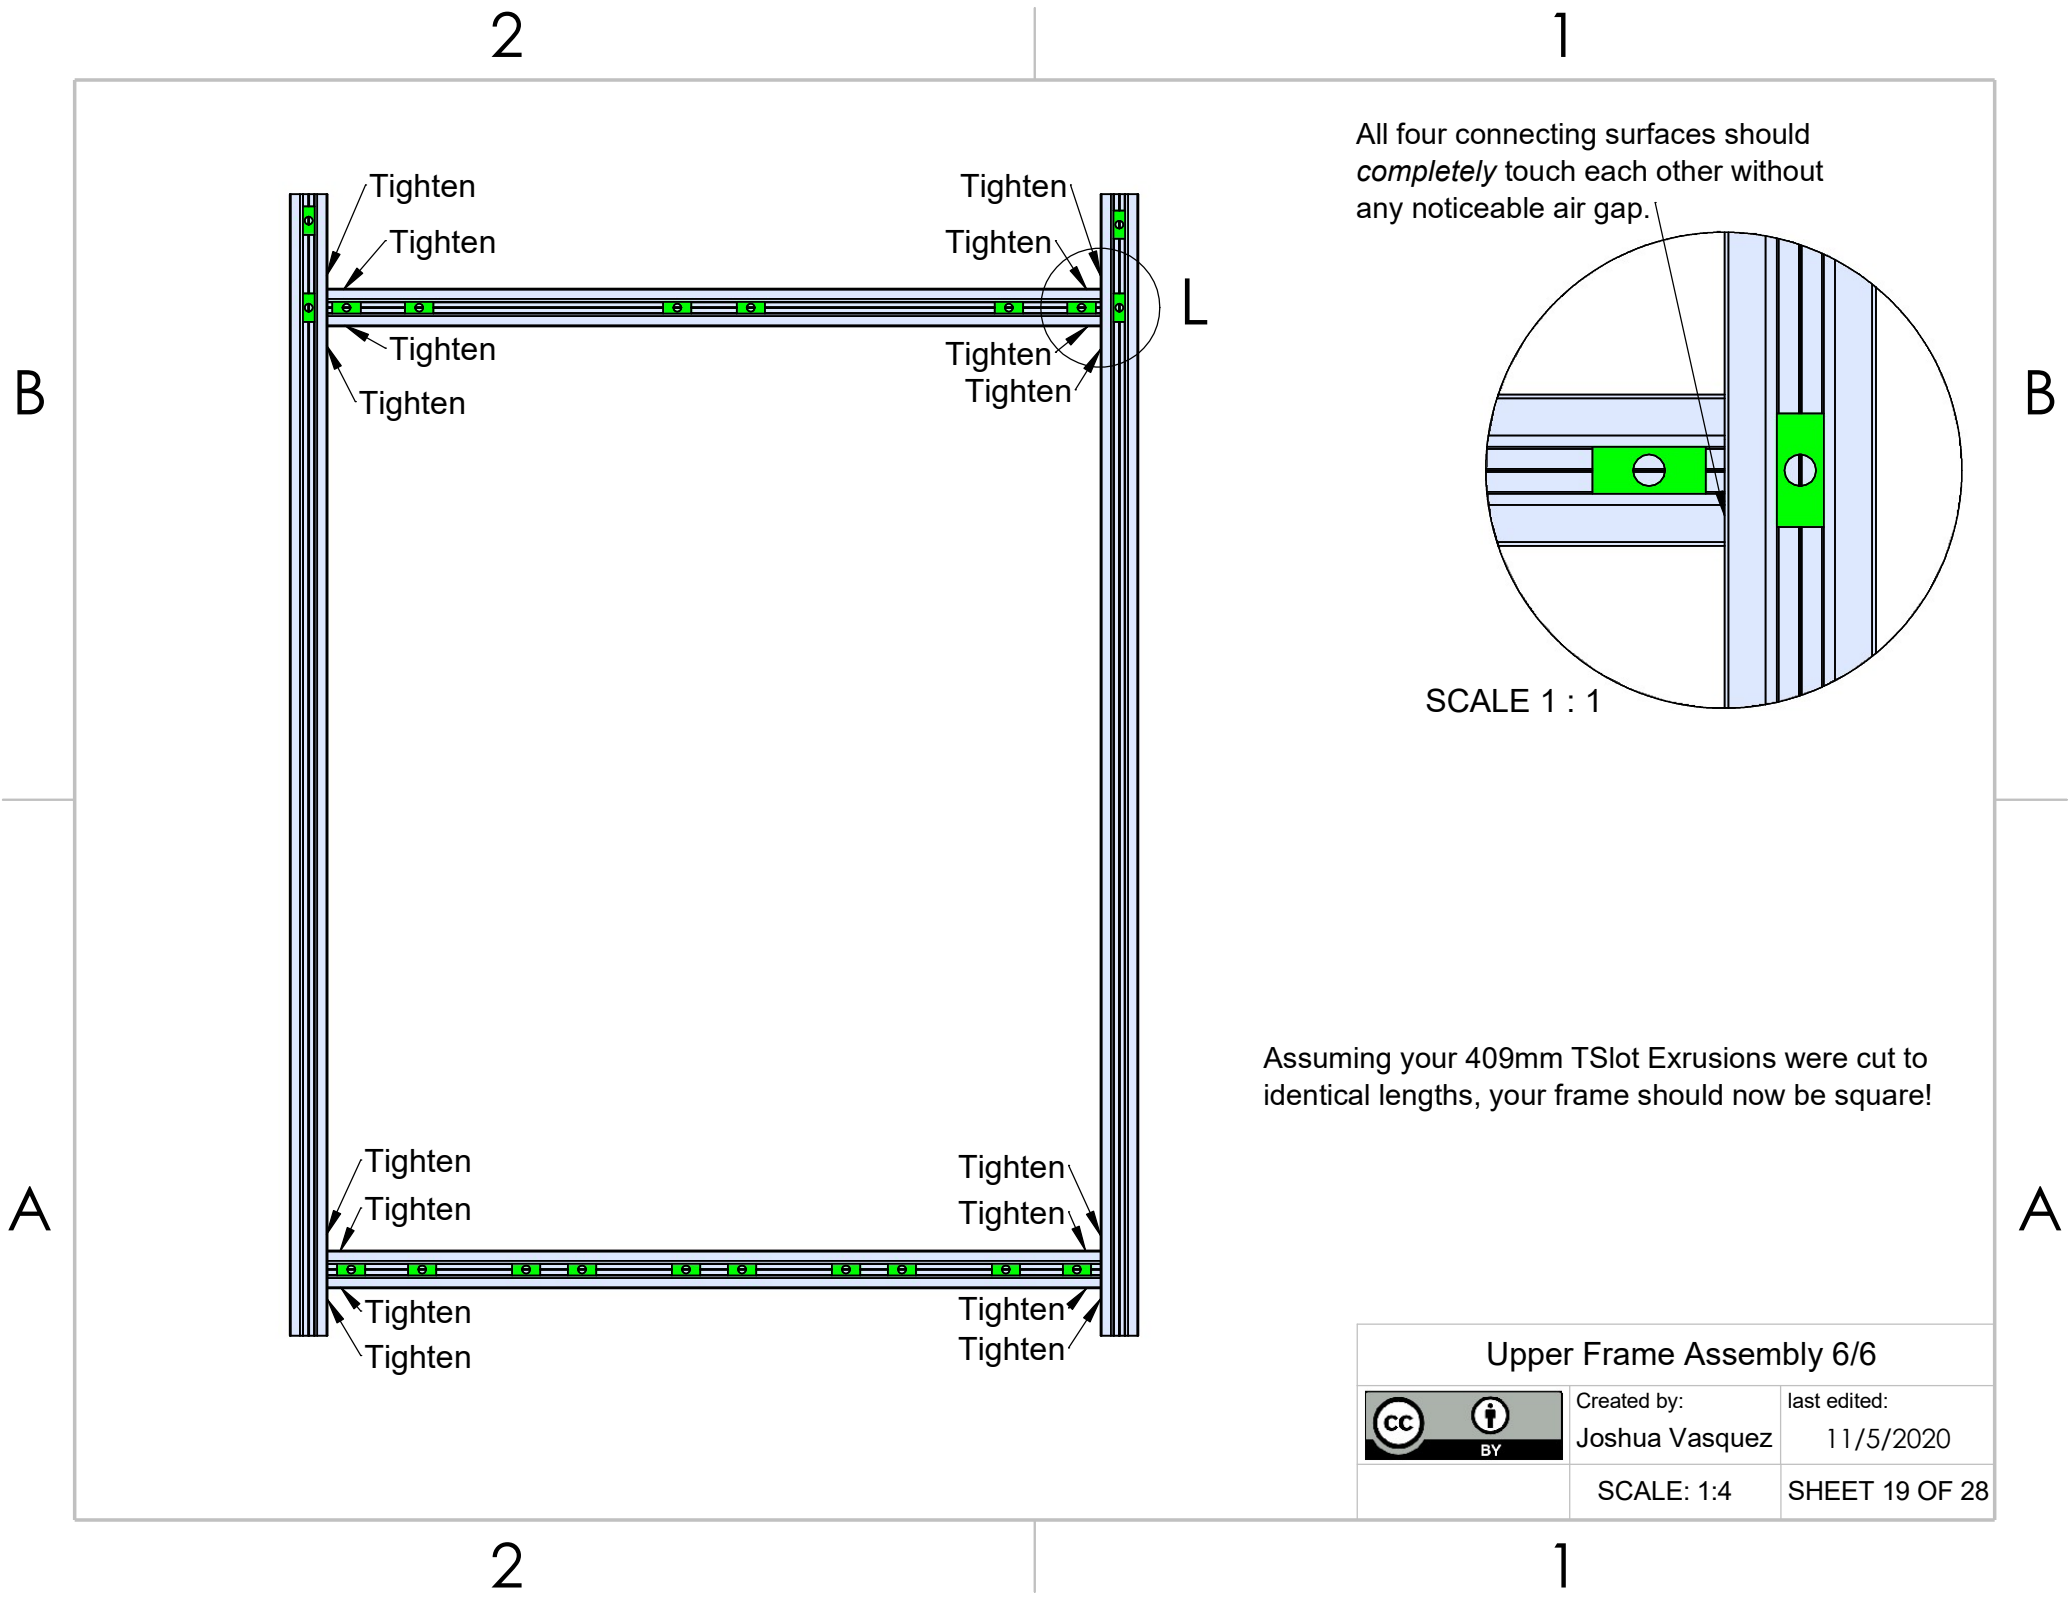 2
1
All four connecting surfaces should
completely touch each other without
any noticeable air gap.
Tighten
Tighten
Tighten
Tighten
L
Tighten
Tighten
Tighten
Tighten
B
B
SCALE 1 : 1
Assuming your 409mm TSlot Exrusions were cut to
identical lengths, your frame should now be square!
Tighten
Tighten
Tighten
Tighten
A
A
Tighten
Tighten
Tighten
Tighten
Upper Frame Assembly 6/6
cc
BY
Created by:
Joshua Vasquez
last edited:
11/5/2020
SCALE: 1:4
SHEET 19 OF 28
2
1